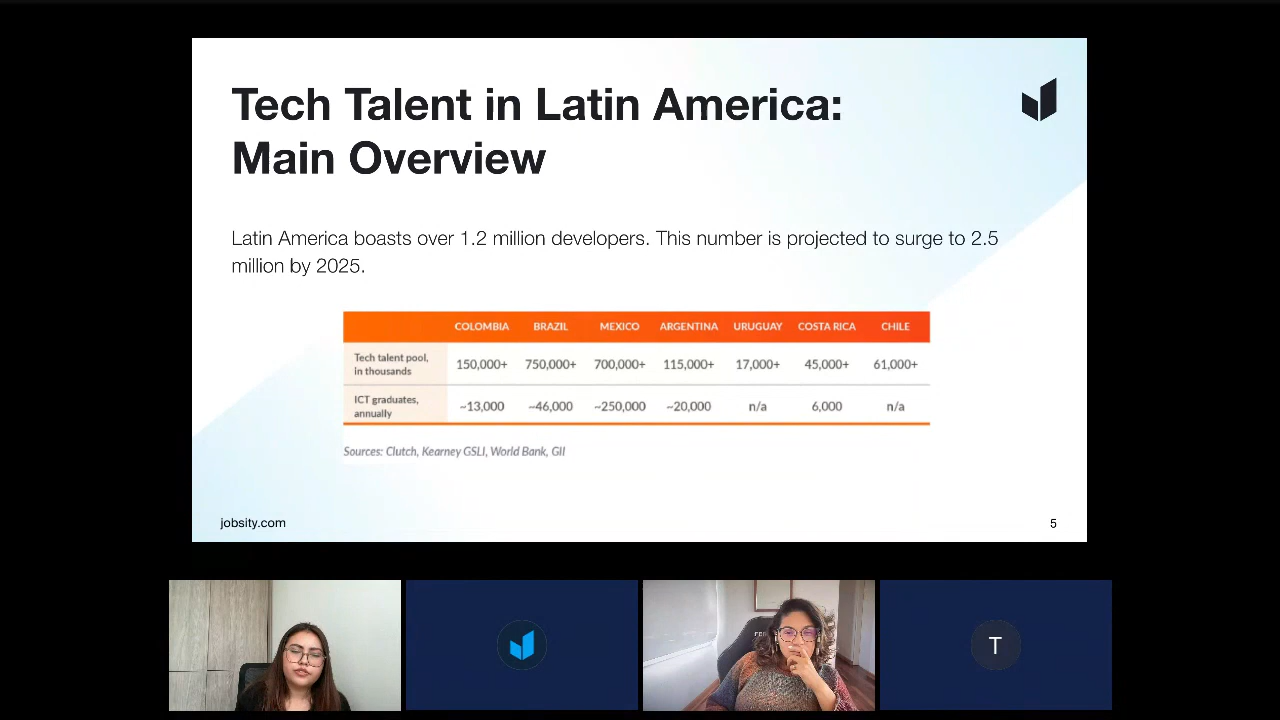 Tech Talent in Latin America:
Main Overview
Latin America boasts over 1.2 million developers. This number is projected to surge to 2.5
million by 2025.
COLOMBIA BRAZIL MEXICO ARGENTINA URUGUAY COSTA RICA CHILE
Tech talent pool,
in thousands
150,000+ 750,000+ 700,000+ 115,000+ 17,000+ 45,000+ 61,000+
ICT graduates,
annually
~13,000 ~46,000 ~250,000 ~20,000 n/a 6,000 n/a
Sources: Clutch, Kearney GSLI, World Bank, GII
jobsity.com
5
T